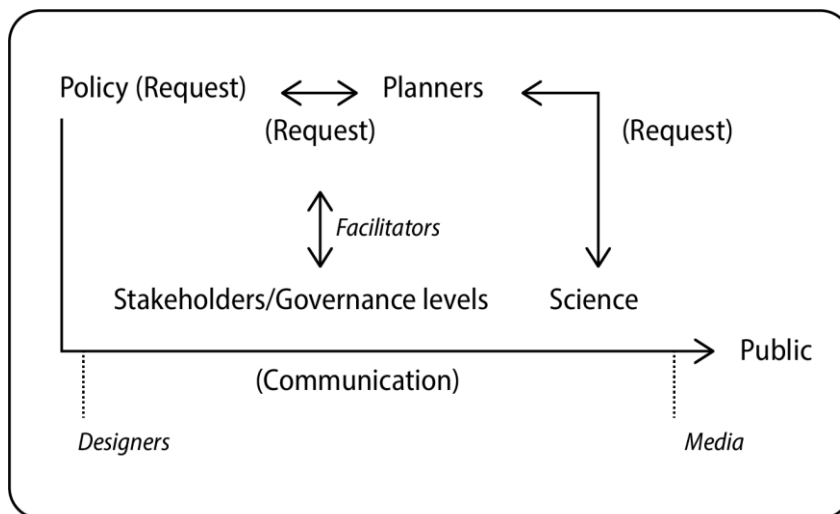 Policy (Request)
Planners
(Request)
(Request)
Facilitators
Stakeholders/Governance levels
Science
Public
(Communication)
Designers
Media